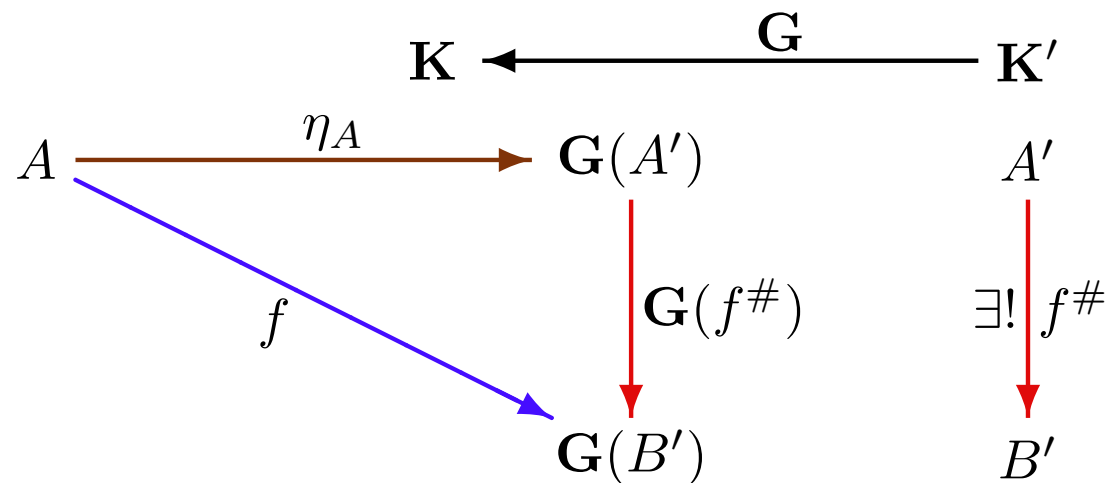 G
K K′
η_A
A G(A′) A′
f G(f^#) ∃! f^#
G(B′) B′